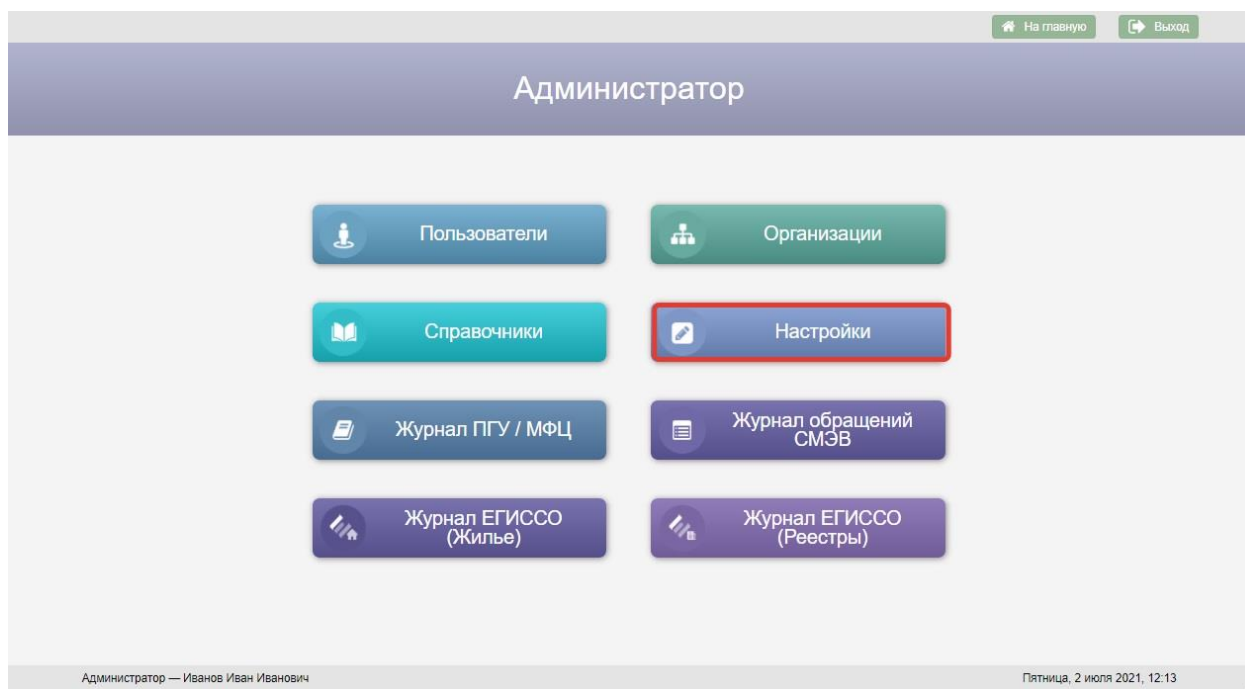 На главную
Выход
Администратор
Пользователи
Организации
Справочники
Настройки
Журнал ПГУ / МФЦ
Журнал обращений
СМЭВ
Журнал ЕГИССО
(Жилье)
Журнал ЕГИССО
(Реестры)
Администратор — Иванов Иван Иванович
Пятница, 2 июля 2021, 12:13